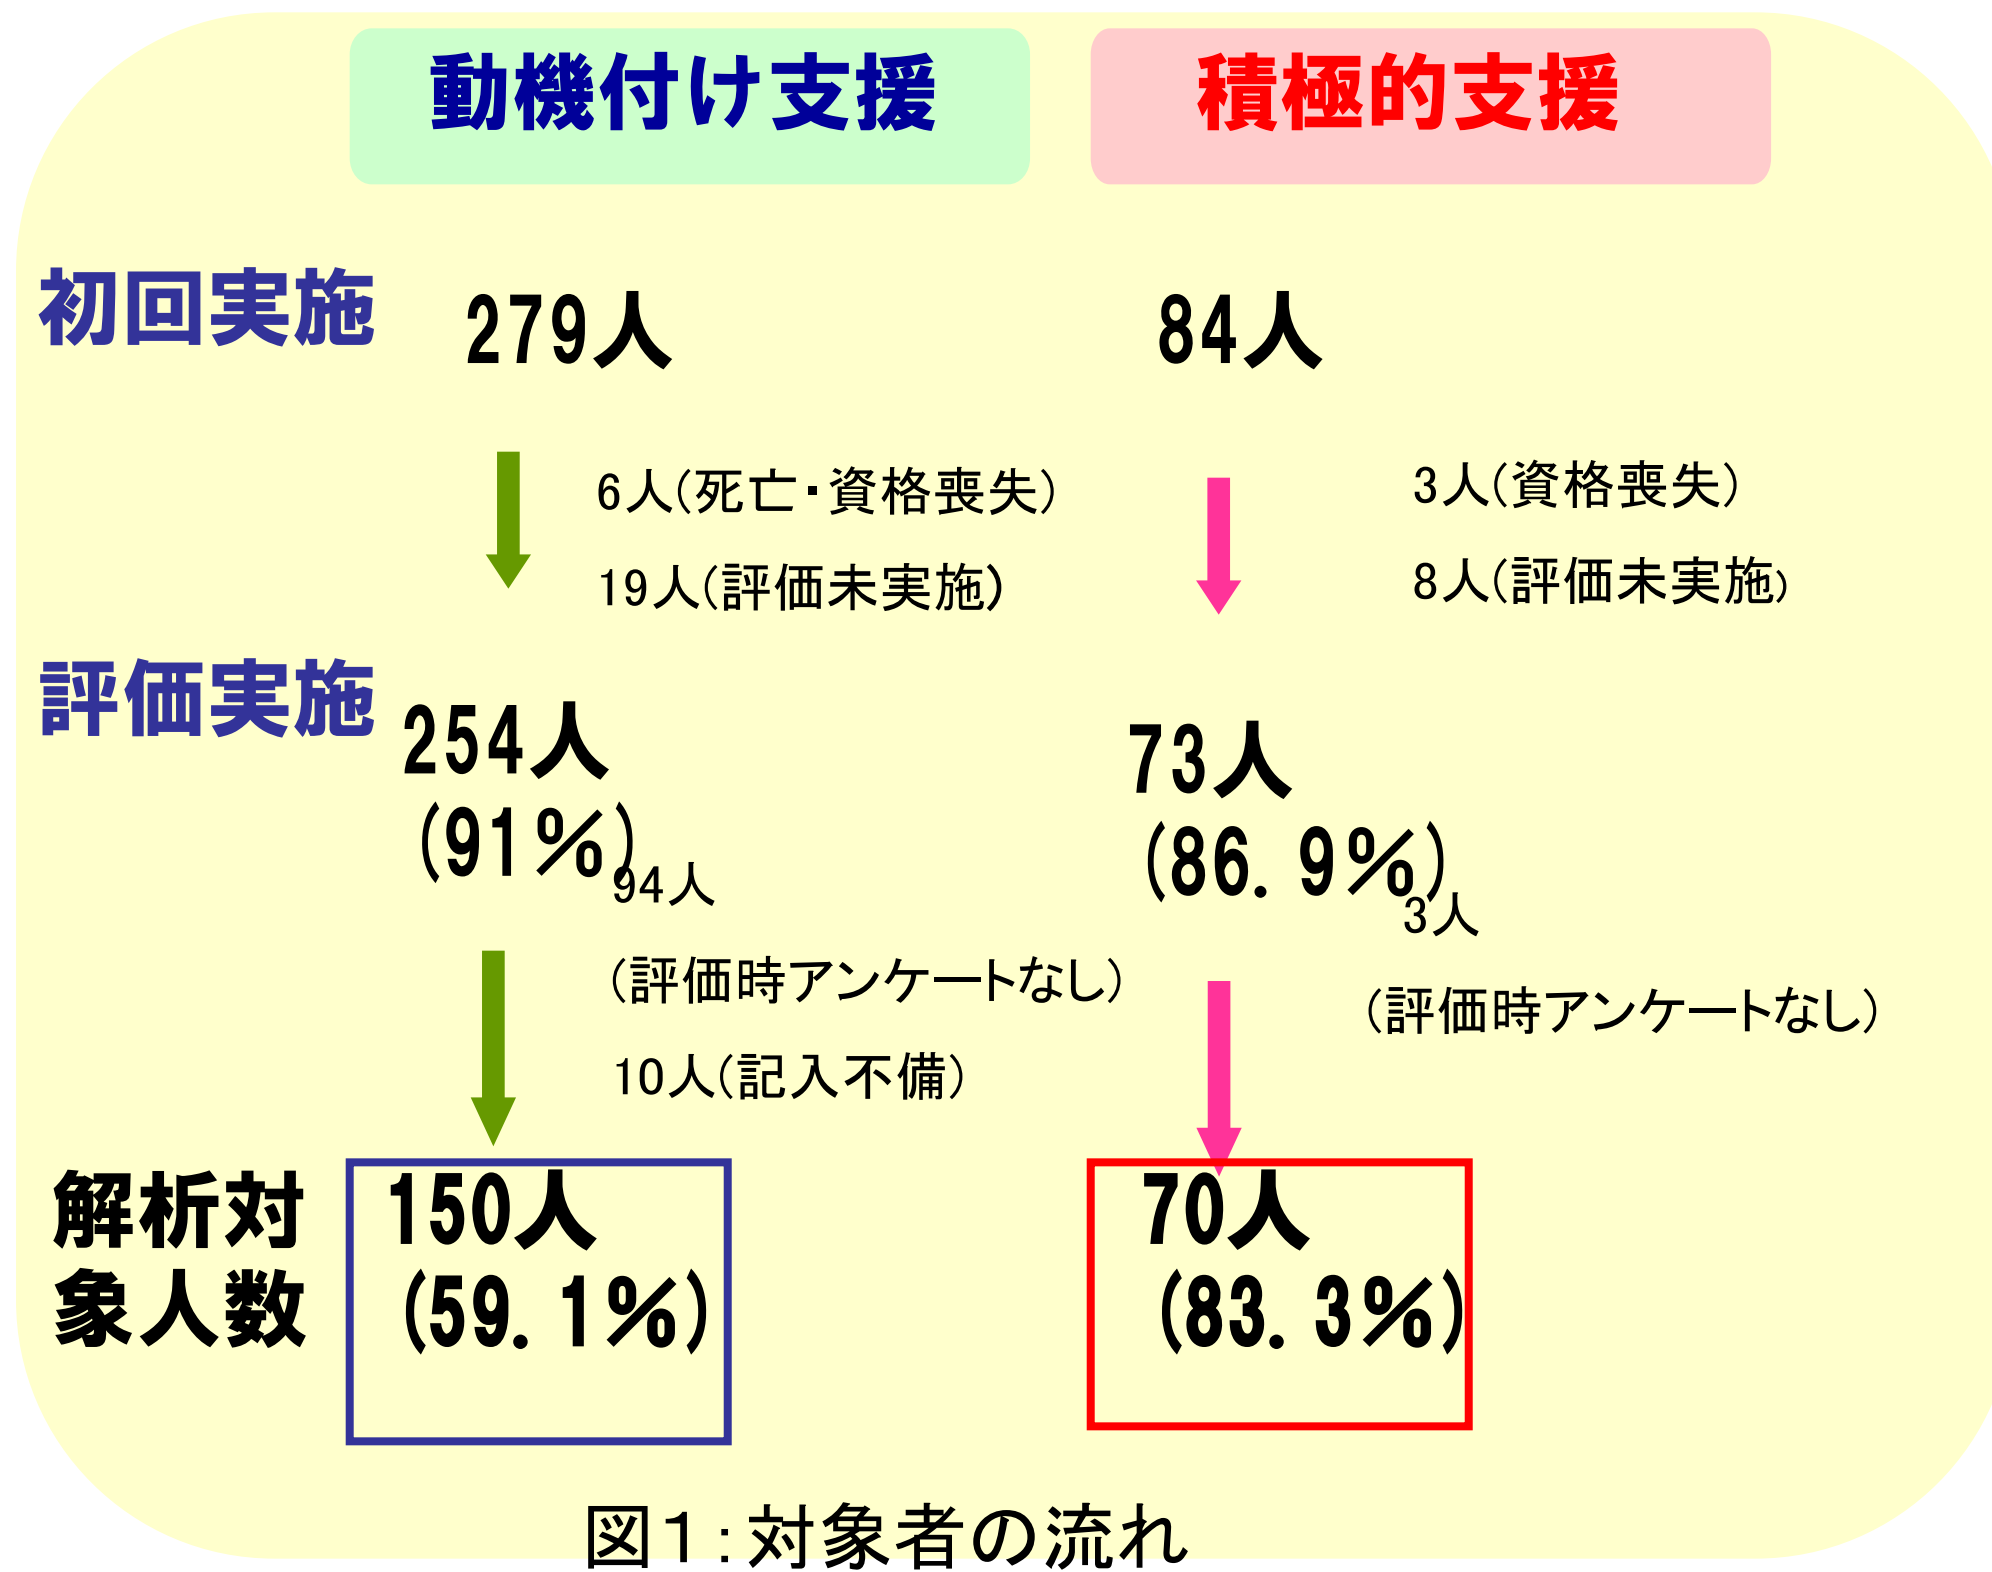 動機付け支援
積極的支援
初回実施
279人
84人
6人(死亡・資格喪失)
19人(評価未実施)
3人(資格喪失)
8人(評価未実施)
評価実施
254人
(91%)
73人
(86.9%)
94人
(評価時アンケートなし)
10人(記入不備)
3人
(評価時アンケートなし)
解析対
象人数
150人
(59.1%)
70人
(83.3%)
図1:対象者の流れ